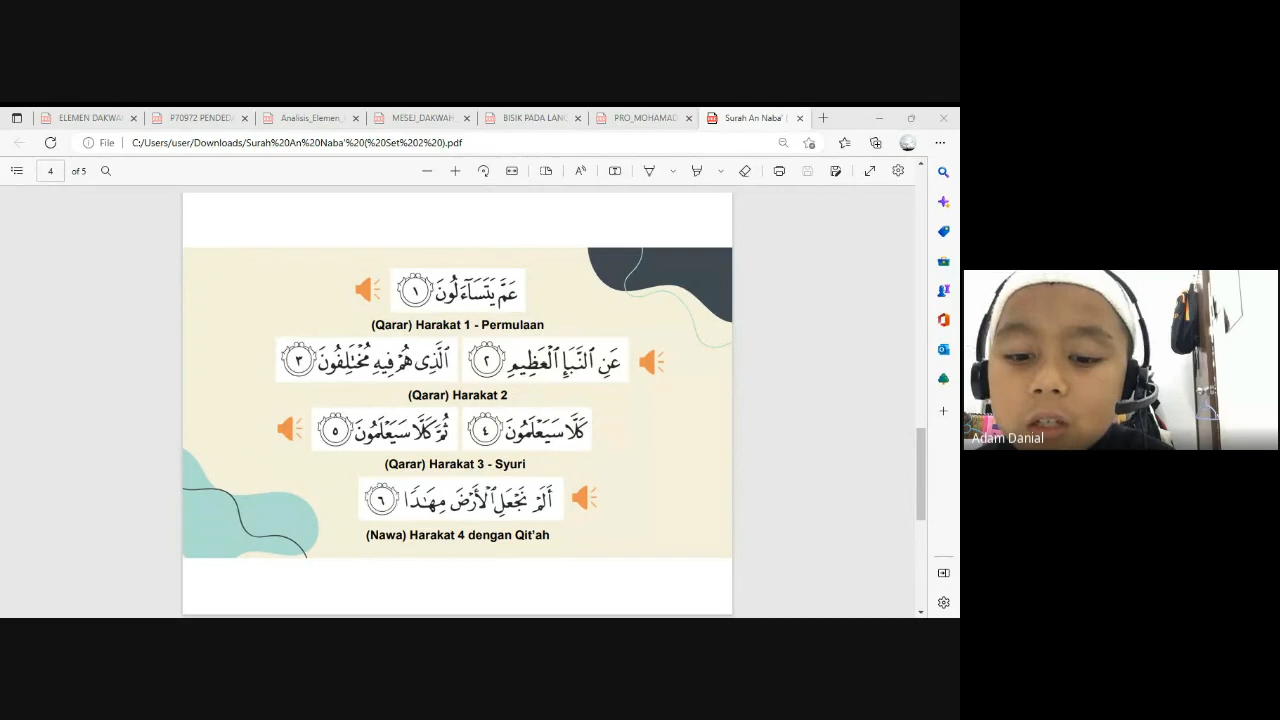 ELEMEN DAKWA
P70972 PENDEDA
Analisis_Elemen_
MESEJ_DAKWAH_
BISIK PADA LANG
PRO_MOHAMAD
Surah An Naba'
File
C:/Users/user/Downloads/Surah%20An%20Naba'%20(%20Set%202%20).pdf
4 of 5
عَمَّ يَتَسَآءَلُونَ ١
(Qarar) Harakat 1 - Permulaan
عَنِ ٱلنَّبَإِ ٱلْعَظِيمِ ٢ ٱلَّذِى هُمْ فِيهِ مُخْتَلِفُونَ ٣
(Qarar) Harakat 2
كَلَّا سَيَعْلَمُونَ ٤ ثُمَّ كَلَّا سَيَعْلَمُونَ ٥
(Qarar) Harakat 3 - Syuri
أَلَمْ نَجْعَلِ ٱلْأَرْضَ مِهَٰدًا ٦
(Nawa) Harakat 4 dengan Qit'ah
Adam Danial